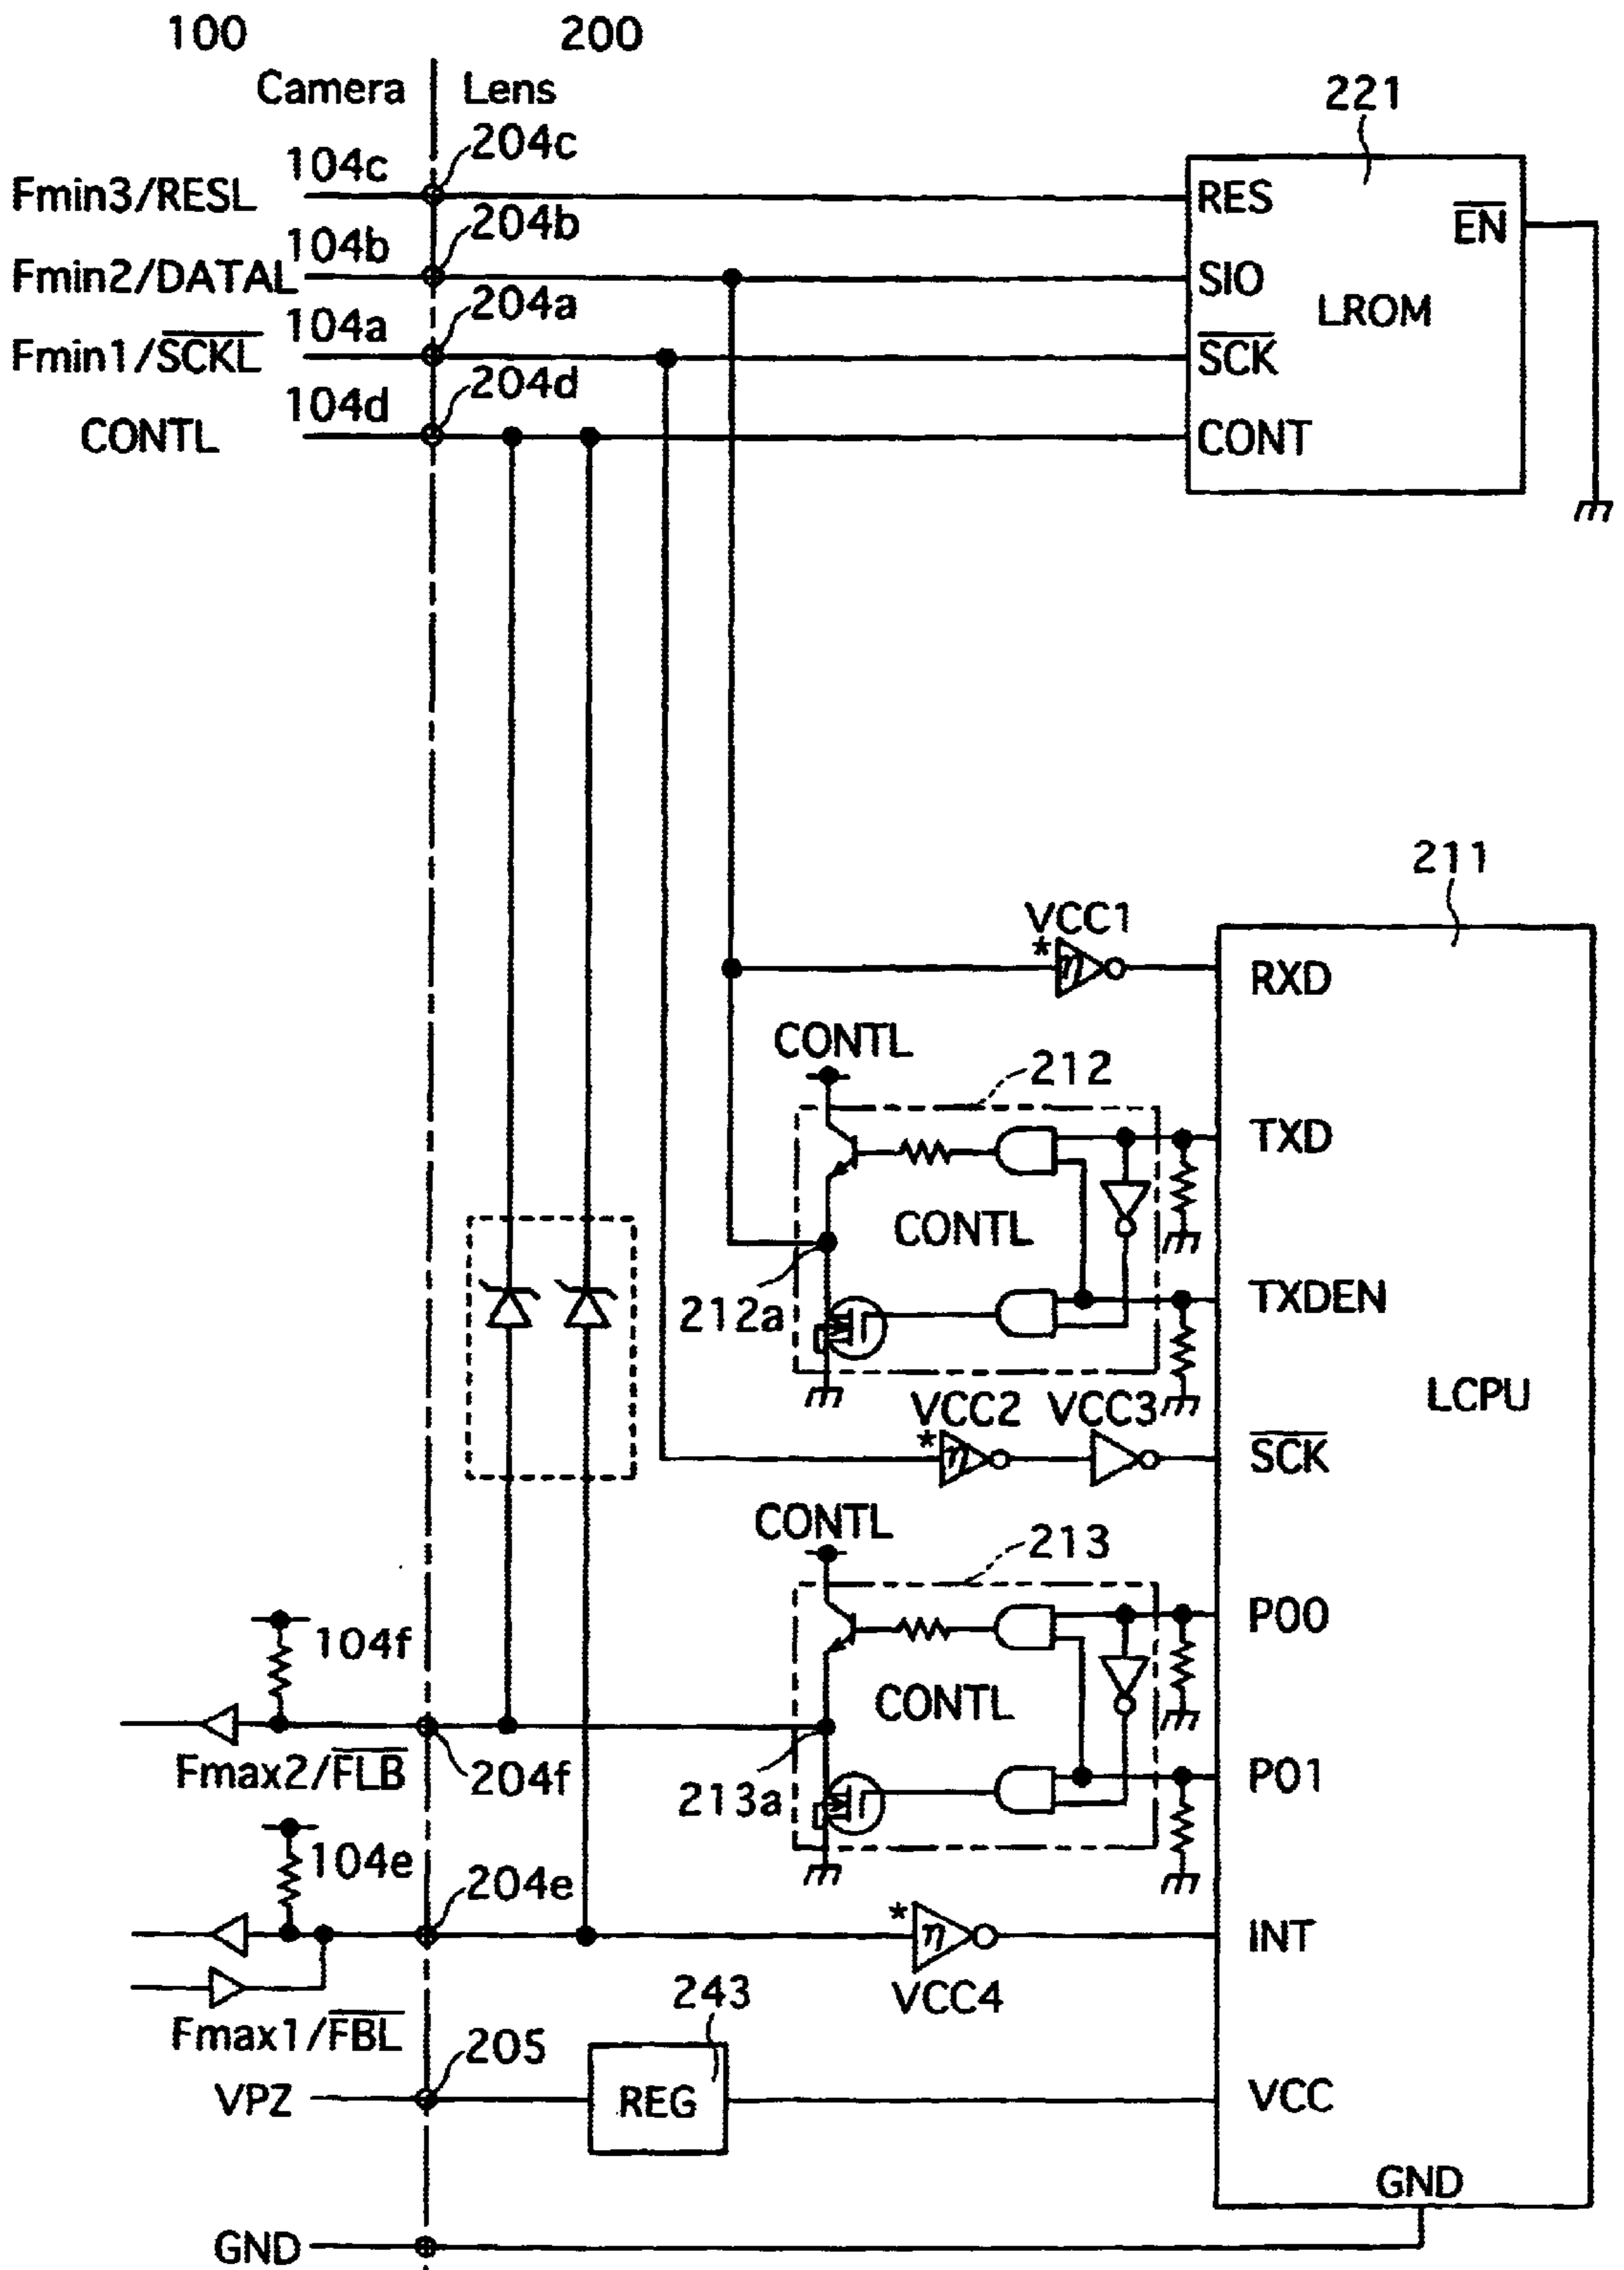 100
200
Camera
Lens
221
104c
204c
Fmin3/RESL
RES
EN
104b
204b
Fmin2/DATAL
SIO
LROM
104a
204a
Fmin1/SCKL
SCK
104d
204d
CONTL
CONT
211
VCC1
*
η
RXD
CONTL
212
TXD
CONTL
212a
TXDEN
LCPU
VCC2
VCC3
*
η
SCK
CONTL
213
P00
104f
CONTL
Fmax2/FLB
204f
213a
P01
104e
204e
*
η
INT
VCC4
Fmax1/FBL
243
205
VPZ
REG
VCC
GND
GND